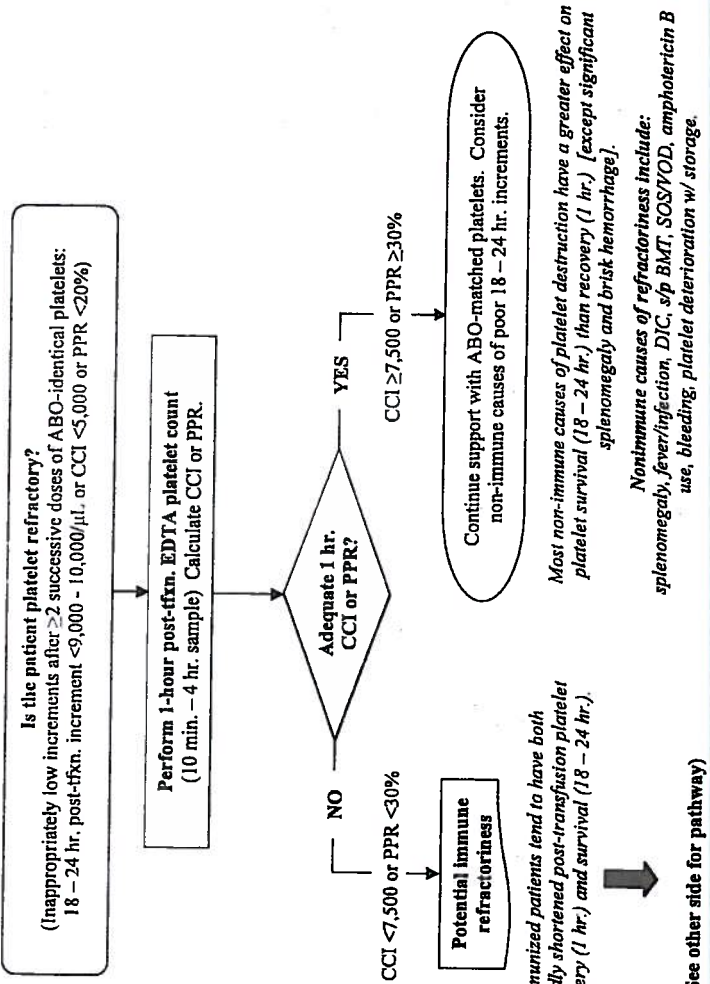 Is the patient platelet refractory?
(Inappropriately low increments after ≥2 successive doses of ABO-identical platelets:
18 – 24 hr. post-tfxn. increment <9,000 - 10,000/µL or CCI <5,000 or PPR <20%)
Perform 1-hour post-tfxn. EDTA platelet count
(10 min. – 4 hr. sample) Calculate CCI or PPR.
Adequate 1 hr.
CCI or PPR?
NO
YES
CCI <7,500 or PPR <30%
CCI ≥7,500 or PPR ≥30%
Potential immune
refractoriness
Continue support with ABO-matched platelets. Consider
non-immune causes of poor 18 – 24 hr. increments.
patients tend to have both
shortened post-transfusion platelet
(1 hr.) and survival (18 – 24 hr.).
Most non-immune causes of platelet destruction have a greater effect on
platelet survival (18 – 24 hr.) than recovery (1 hr.) [except significant
splenomegaly and brisk hemorrhage].
Nonimmune causes of refractoriness include:
splenomegaly, fever/infection, DIC, s/p BMT, SOS/VOD, amphotericin B
use, bleeding, platelet deterioration w/ storage.
See other side for pathway)